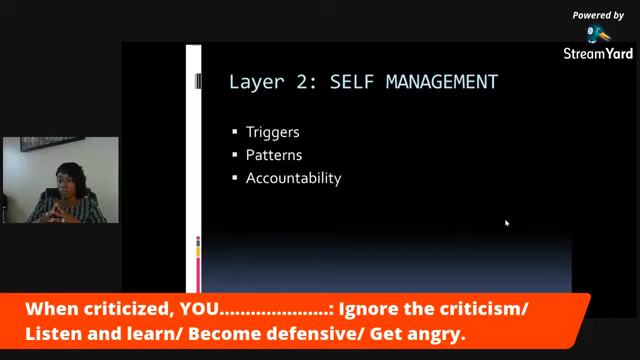 Powered by
StreamYard
Layer 2: SELF MANAGEMENT
Triggers
Patterns
Accountability
When criticized, YOU.....................: Ignore the criticism/
Listen and learn/ Become defensive/ Get angry.